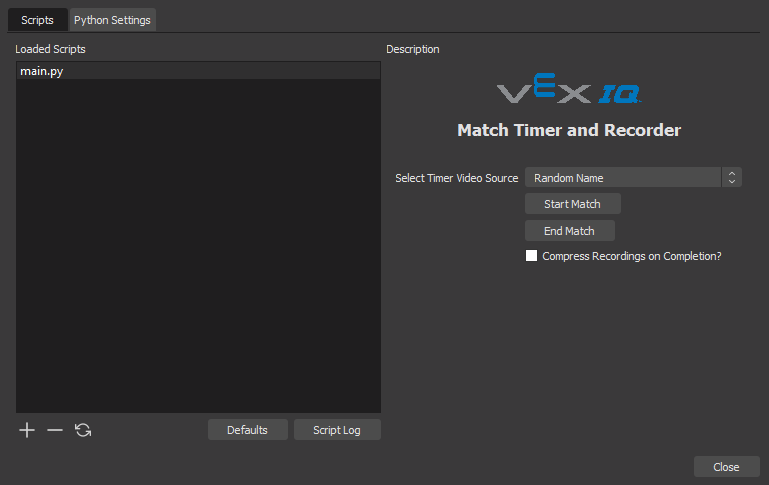 Scripts
Python Settings
Loaded Scripts
main.py
Defaults
Script Log
Description
VEX IQ
Match Timer and Recorder
Select Timer Video Source
Random Name
Start Match
End Match
Compress Recordings on Completion?
Close